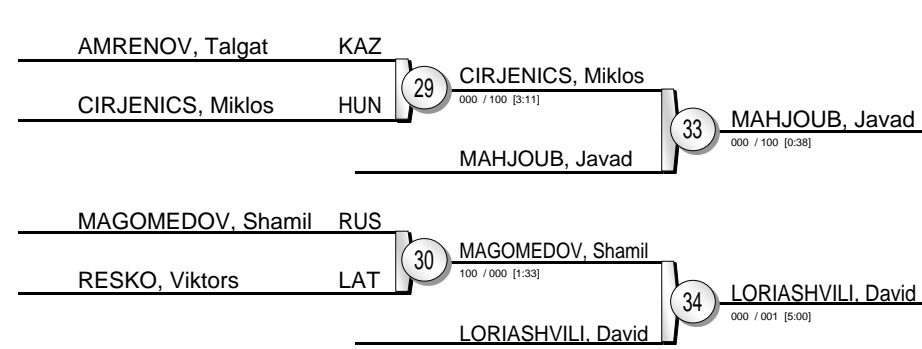 AMRENOV, Talgat KAZ
29
CIRJENICS, Miklos
000 / 100 [3:11]
CIRJENICS, Miklos HUN
33
MAHJOUB, Javad
000 / 100 [0:38]
MAHJOUB, Javad
MAGOMEDOV, Shamil RUS
30
MAGOMEDOV, Shamil
100 / 000 [1:33]
RESKO, Viktors LAT
34
LORIASHVILI, David
000 / 001 [5:00]
LORIASHVILI, David